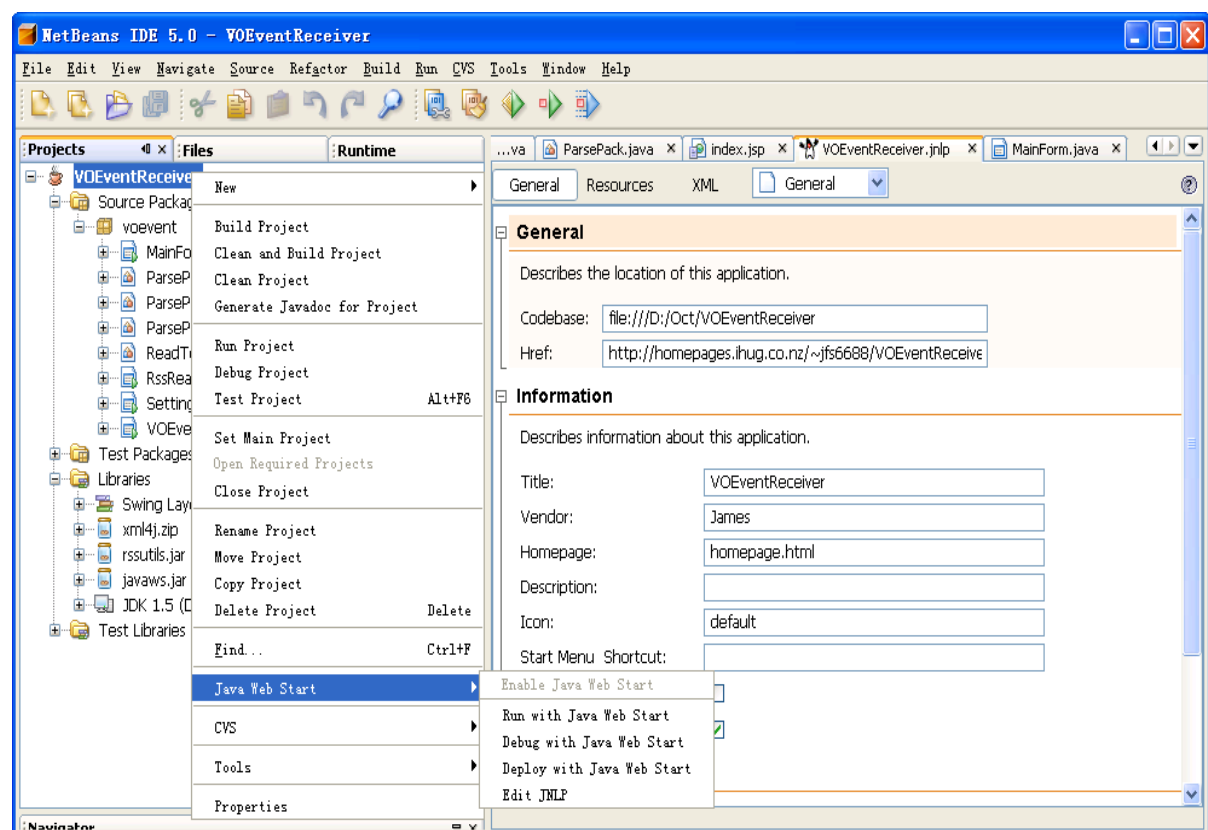 NetBeans IDE 5.0 - VOEventReceiver
File Edit View Navigate Source Refactor Build Run CVS Tools Window Help
Projects Files Runtime
...va ParsePack.java index.jsp VOEventReceiver.jnlp MainForm.java
General Resources XML General
VOEventReceive
Source Packag
voevent
MainFo
ParseP
ParseP
ParseP
ReadTi
RssRea
Setting
VOEve
Test Packages
Libraries
Swing Lay
xml4j.zip
rssutils.jar
javaws.jar
JDK 1.5 (D
Test Libraries
Navigator
New
Build Project
Clean and Build Project
Clean Project
Generate Javadoc for Project
Run Project
Debug Project
Test Project Alt+F6
Set Main Project
Open Required Projects
Close Project
Rename Project
Move Project
Copy Project
Delete Project Delete
Find... Ctrl+F
Java Web Start
CVS
Tools
Properties
Enable Java Web Start
Run with Java Web Start
Debug with Java Web Start
Deploy with Java Web Start
Edit JNLP
General
Describes the location of this application.
Codebase: file:///D:/Oct/VOEventReceiver
Href: http://homepages.ihug.co.nz/~jfs6688/VOEventReceive
Information
Describes information about this application.
Title: VOEventReceiver
Vendor: James
Homepage: homepage.html
Description:
Icon: default
Start Menu Shortcut: